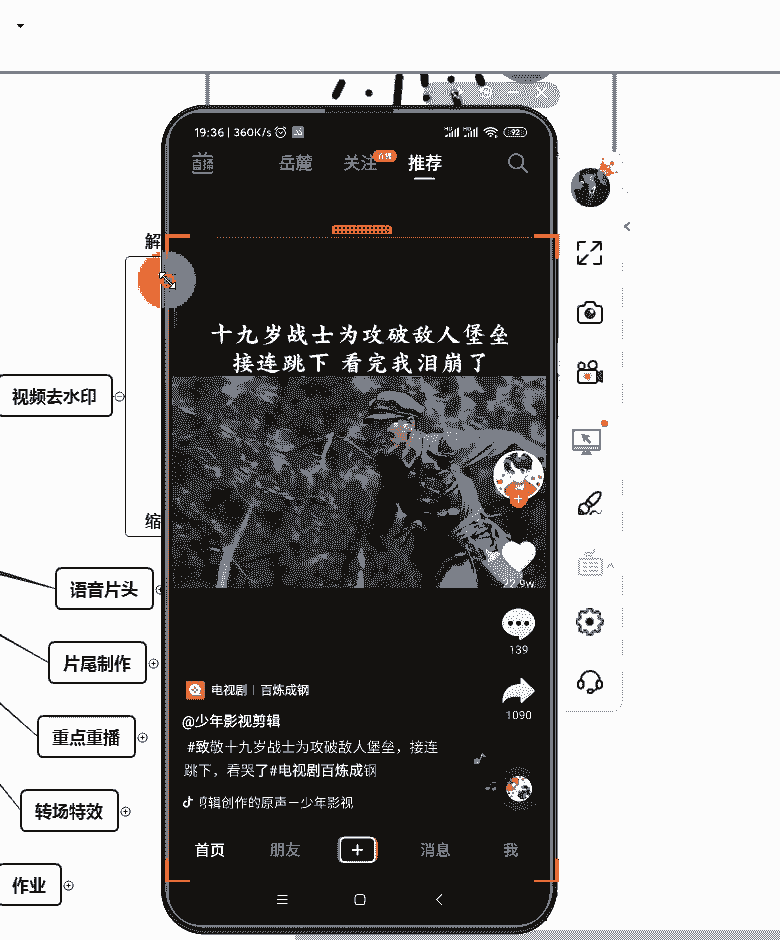 19:36 | 360K/s
92
直播
岳麓
关注
直播
推荐
解
十九岁战士为攻破敌人堡垒
接连跳下 看完我泪崩了
视频去水印
缩
22.9w
语音片头
139
片尾制作
电视剧 | 百炼成钢
1090
@少年影视剪辑
重点重播
#致敬十九岁战士为攻破敌人堡垒，接连
跳下，看哭了#电视剧百炼成钢
剪辑创作的原声－少年影视
转场特效
首页
朋友
消息
我
作业